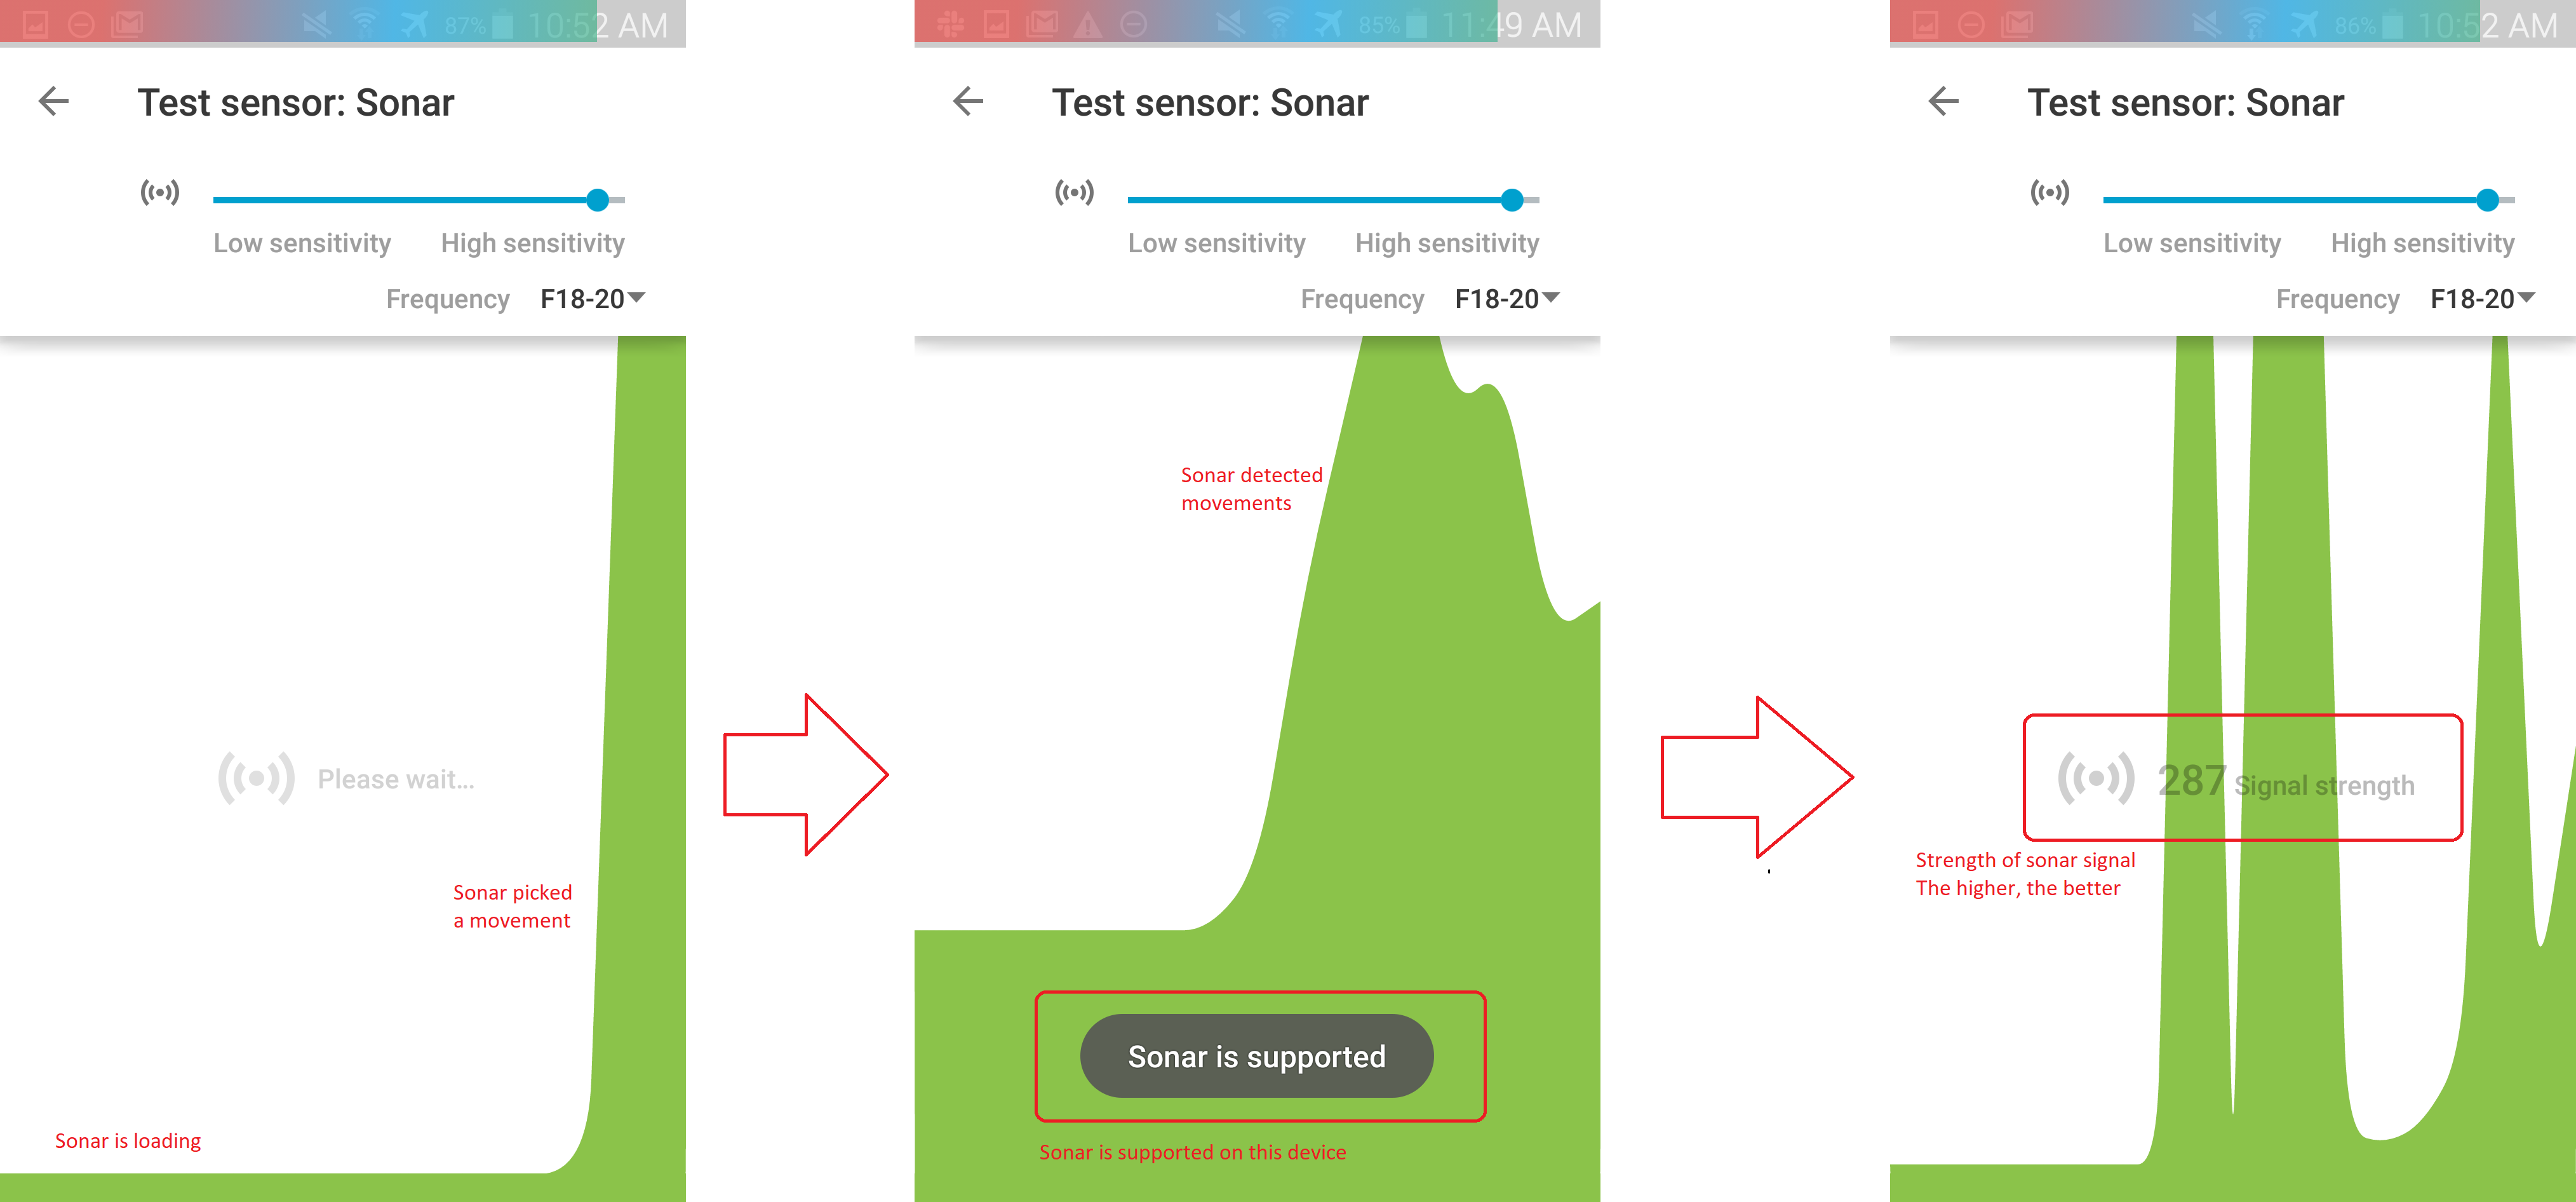 87% 10:52 AM
Test sensor: Sonar
Low sensitivity High sensitivity
Frequency F18-20
Please wait...
Sonar picked
a movement
Sonar is loading
85% 11:49 AM
Test sensor: Sonar
Low sensitivity High sensitivity
Frequency F18-20
Sonar detected
movements
Sonar is supported
Sonar is supported on this device
86% 10:52 AM
Test sensor: Sonar
Low sensitivity High sensitivity
Frequency F18-20
287 Signal strength
Strength of sonar signal
The higher, the better